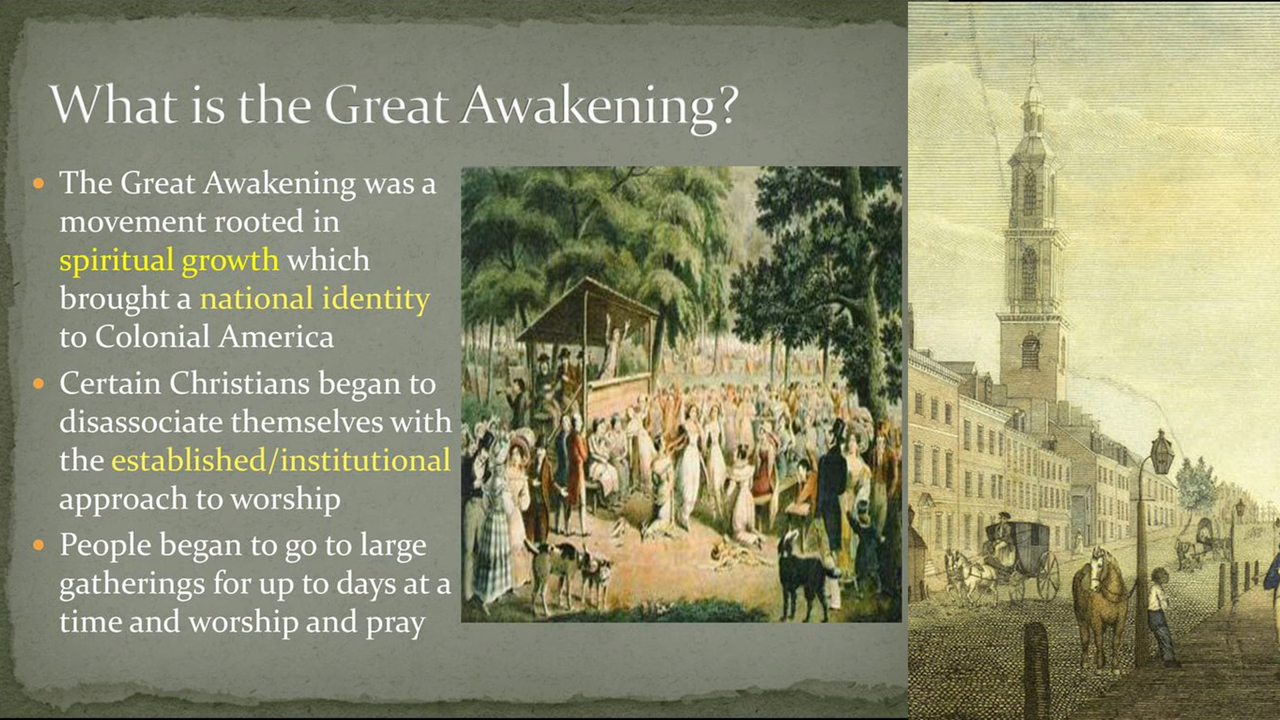 What is the Great Awakening?
• The Great Awakening was a
movement rooted in
spiritual growth which
brought a national identity
to Colonial America
• Certain Christians began to
disassociate themselves with
the established/institutional
approach to worship
• People began to go to large
gatherings for up to days at a
time and worship and pray